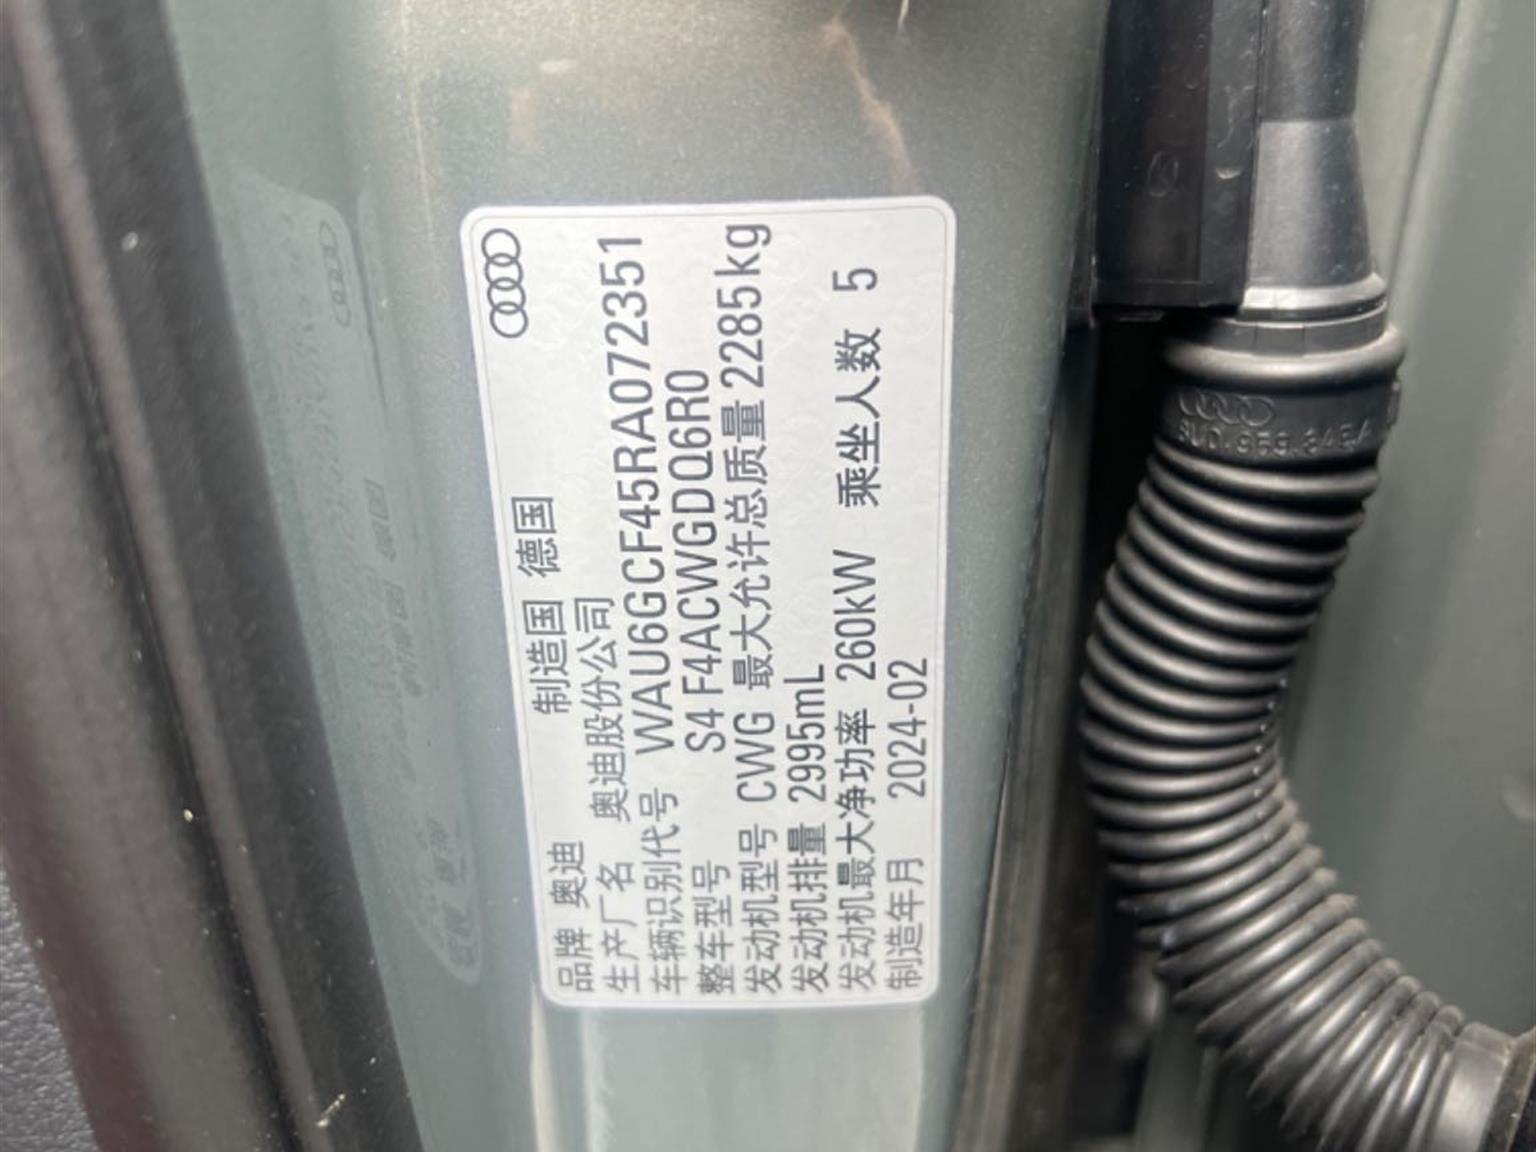 品牌 奥迪 制造国 德国
生产厂名 奥迪股份公司
车辆识别代号 WAU6GCF45RA072351
整车型号 S4 F4ACWGDQ6R0
发动机型号 CWG 最大允许总质量 2285kg
发动机排量 2995mL
发动机最大净功率 260kW 乘坐人数 5
制造年月 2024-02